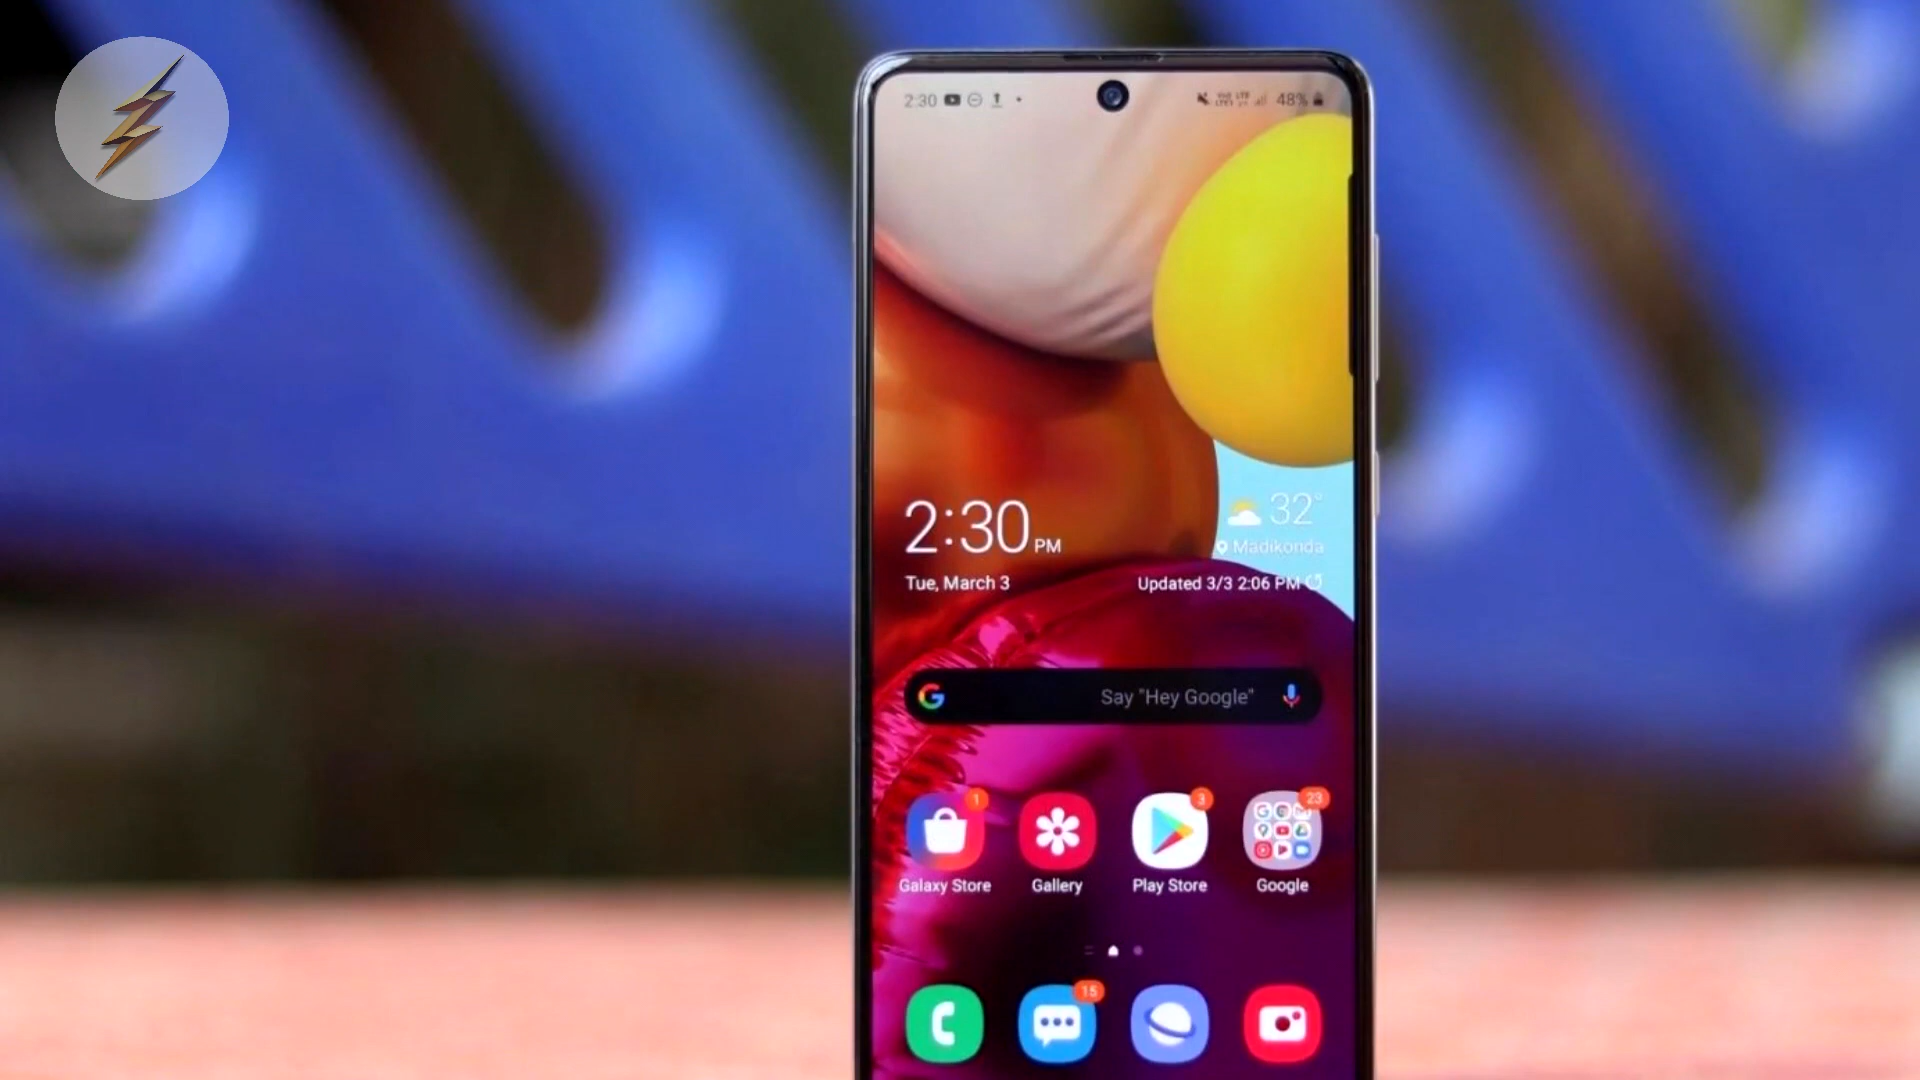 2:30
48%
2:30 PM
32°
Madikonda
Tue, March 3
Updated 3/3 2:06 PM
G Say "Hey Google"
1
3
23
Galaxy Store
Gallery
Play Store
Google
15